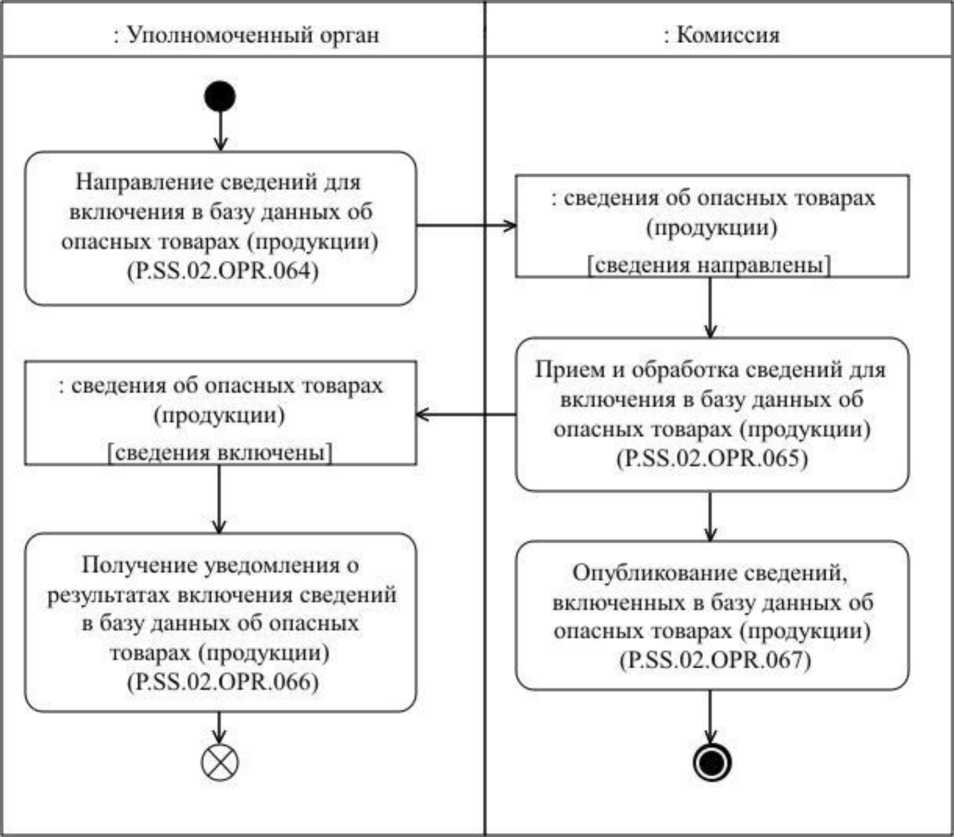 : Уполномоченный орган
: Комиссия
Направление сведений для
включения в базу данных об
опасных товарах (продукции)
(P.SS.02.OPR.064)
: сведения об опасных товарах
(продукции)
[сведения направлены]
Прием и обработка сведений для
включения в базу данных об
опасных товарах (продукции)
(P.SS.02.OPR.065)
: сведения об опасных товарах
(продукции)
[сведения включены]
Получение уведомления о
результатах включения сведений
в базу данных об опасных
товарах (продукции)
(P.SS.02.OPR.066)
Опубликование сведений,
включенных в базу данных об
опасных товарах (продукции)
(P.SS.02.OPR.067)